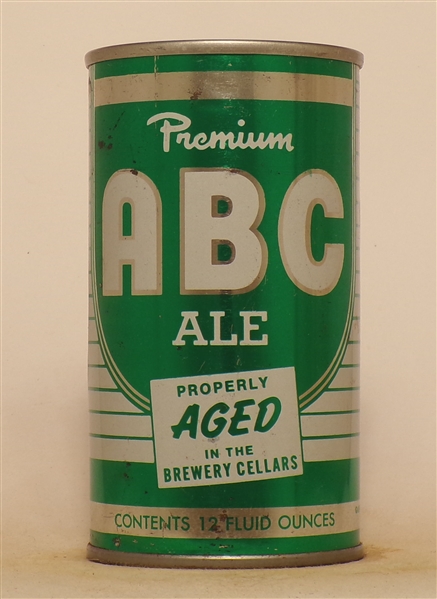 Premium
ABC
ALE
PROPERLY
AGED
IN THE
BREWERY CELLARS
CONTENTS 12 FLUID OUNCES